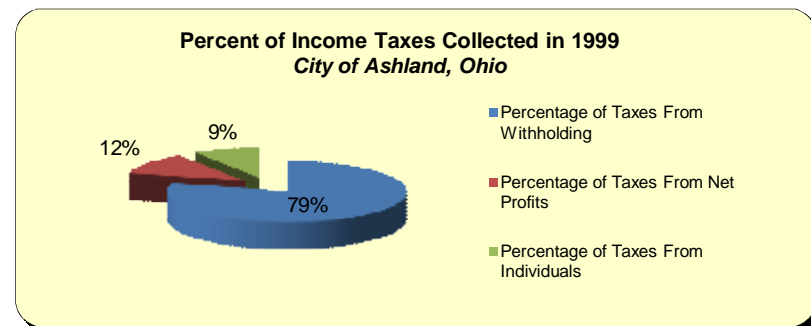 Percent of Income Taxes Collected in 1999
City of Ashland, Ohio
9%
12%
79%
Percentage of Taxes From
Withholding
Percentage of Taxes From Net
Profits
Percentage of Taxes From
Individuals